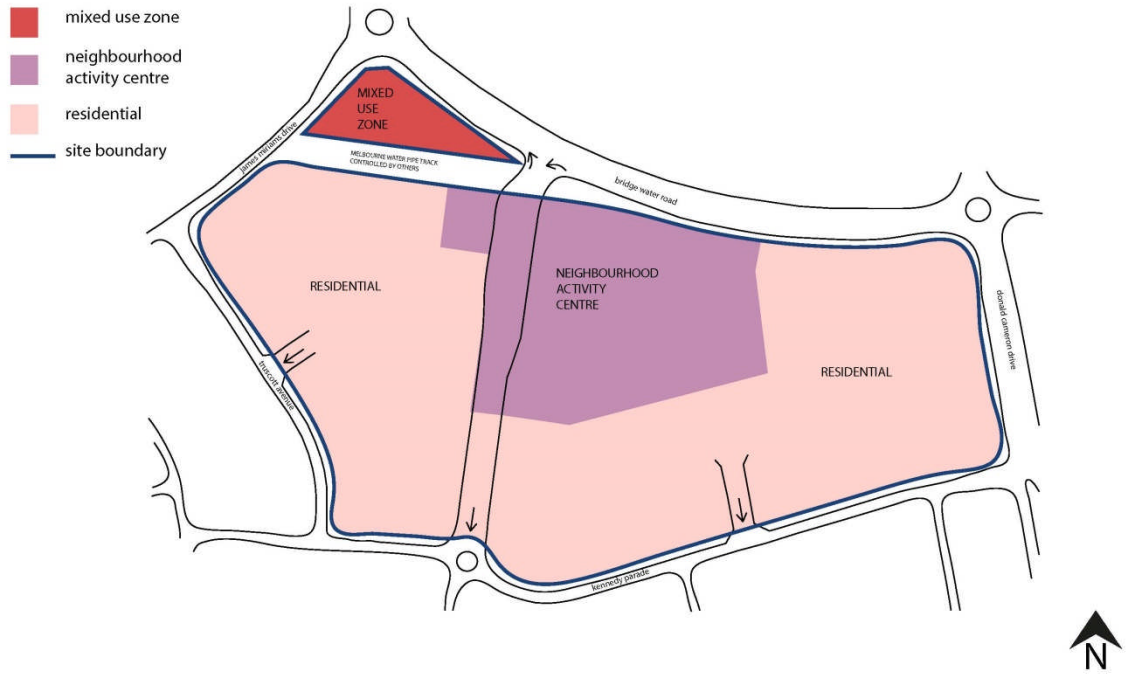 mixed use zone
neighbourhood
activity centre
residential
site boundary
MIXED
USE
ZONE
james mirrams drive
MELBOURNE WATER PIPE TRACK
CONTROLLED BY OTHERS
bridge water road
RESIDENTIAL
NEIGHBOURHOOD
ACTIVITY
CENTRE
donald cameron drive
truscott avenue
RESIDENTIAL
kennedy parade
N